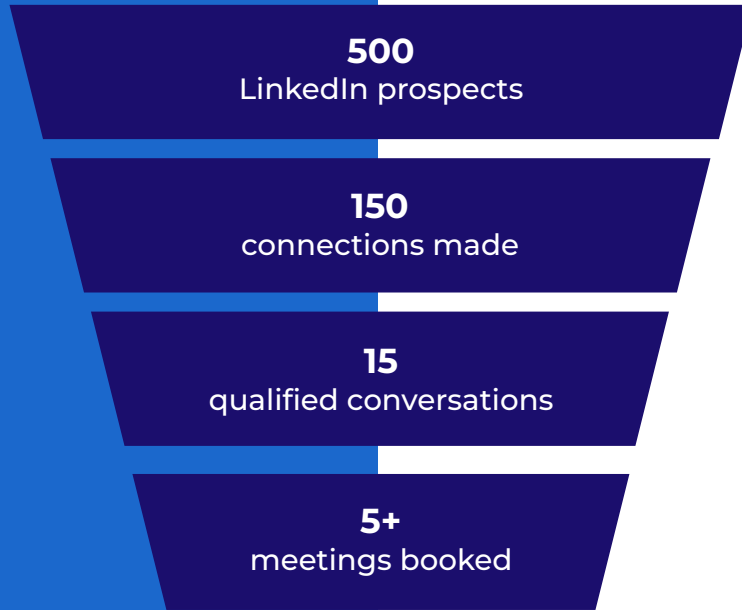 500
LinkedIn prospects
150
connections made
15
qualified conversations
5+
meetings booked